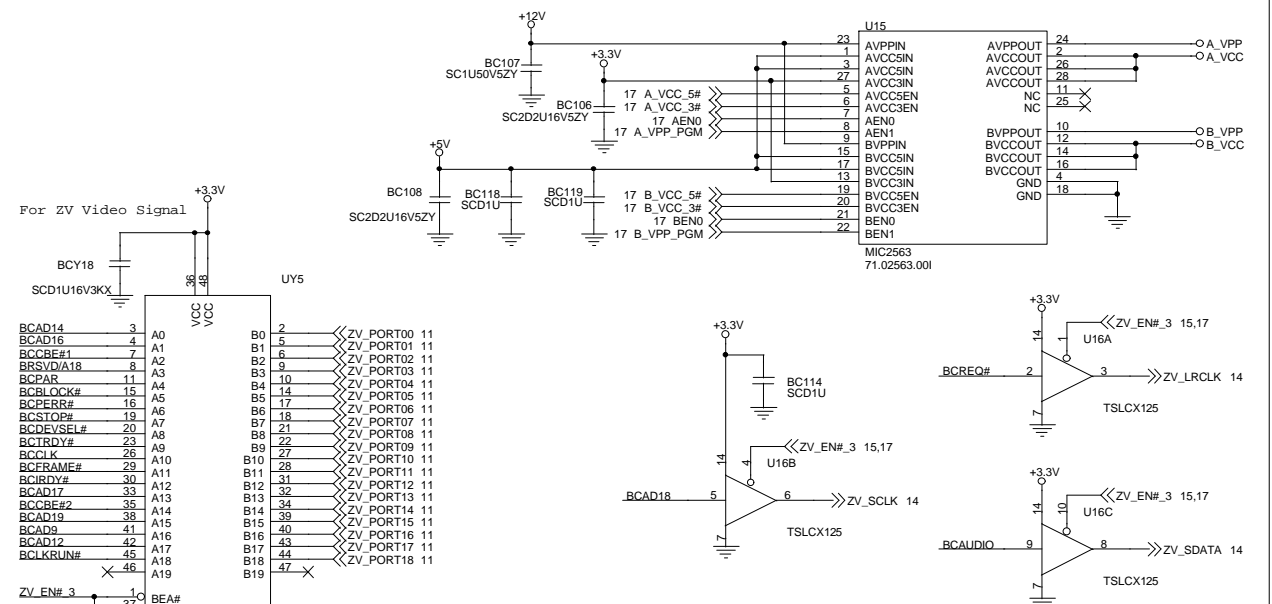 +12V
BC107
SC1U50V5ZY
+3.3V
BC106
SC2D2U16V5ZY
U15
23 AVPPIN AVPPOUT 24 A_VPP
1 AVCC5IN AVCCOUT 2 A_VCC
3 AVCC5IN AVCCOUT 26
27 AVCC3IN AVCCOUT 28
17 A_VCC_5# 5 AVCC5EN NC 11
17 A_VCC_3# 6 AVCC3EN NC 25
17 AEN0 7 AEN0
17 A_VPP_PGM 8 AEN1 BVPPOUT 10 B_VPP
9 BVPPIN BVCCOUT 12 B_VCC
15 BVCC5IN BVCCOUT 14
17 BVCC5IN BVCCOUT 16
13 BVCC3IN GND 4
17 B_VCC_5# 19 BVCC5EN GND 18
17 B_VCC_3# 20 BVCC3EN
17 BEN0 21 BEN0
17 B_VPP_PGM 22 BEN1
MIC2563
71.02563.00I
+5V
BC108
SC2D2U16V5ZY
BC118
SCD1U
BC119
SCD1U
For ZV Video Signal
+3.3V
BCY18
SCD1U16V3KX
36 48
VCC VCC
UY5
BCAD14 3 A0 B0 2 ZV_PORT00 11
BCAD16 4 A1 B1 5 ZV_PORT01 11
BCCBE#1 7 A2 B2 6 ZV_PORT02 11
BRSVD/A18 8 A3 B3 9 ZV_PORT03 11
BCPAR 11 A4 B4 10 ZV_PORT04 11
BCBLOCK# 15 A5 B5 14 ZV_PORT05 11
BCPERR# 16 A6 B6 17 ZV_PORT06 11
BCSTOP# 19 A7 B7 18 ZV_PORT07 11
BCDEVSEL# 20 A8 B8 21 ZV_PORT08 11
BCTRDY# 23 A9 B9 22 ZV_PORT09 11
BCCLK 26 A10 B10 27 ZV_PORT10 11
BCFRAME# 29 A11 B11 28 ZV_PORT11 11
BCIRDY# 30 A12 B12 31 ZV_PORT12 11
BCAD17 33 A13 B13 32 ZV_PORT13 11
BCCBE#2 35 A14 B14 34 ZV_PORT14 11
BCAD19 38 A15 B15 39 ZV_PORT15 11
BCAD9 41 A16 B16 40 ZV_PORT16 11
BCAD12 42 A17 B17 43 ZV_PORT17 11
BCLKRUN# 45 A18 B18 44 ZV_PORT18 11
46 A19 B19 47
ZV_EN#_3 1 BEA#
37
+3.3V
BC114
SCD1U
14
4
ZV_EN#_3 15,17
U16B
BCAD18 5 6 ZV_SCLK 14
7
TSLCX125
+3.3V
14
1
ZV_EN#_3 15,17
U16A
BCREQ# 2 3 ZV_LRCLK 14
7
TSLCX125
+3.3V
14
10
ZV_EN#_3 15,17
U16C
BCAUDIO 9 8 ZV_SDATA 14
7
TSLCX125